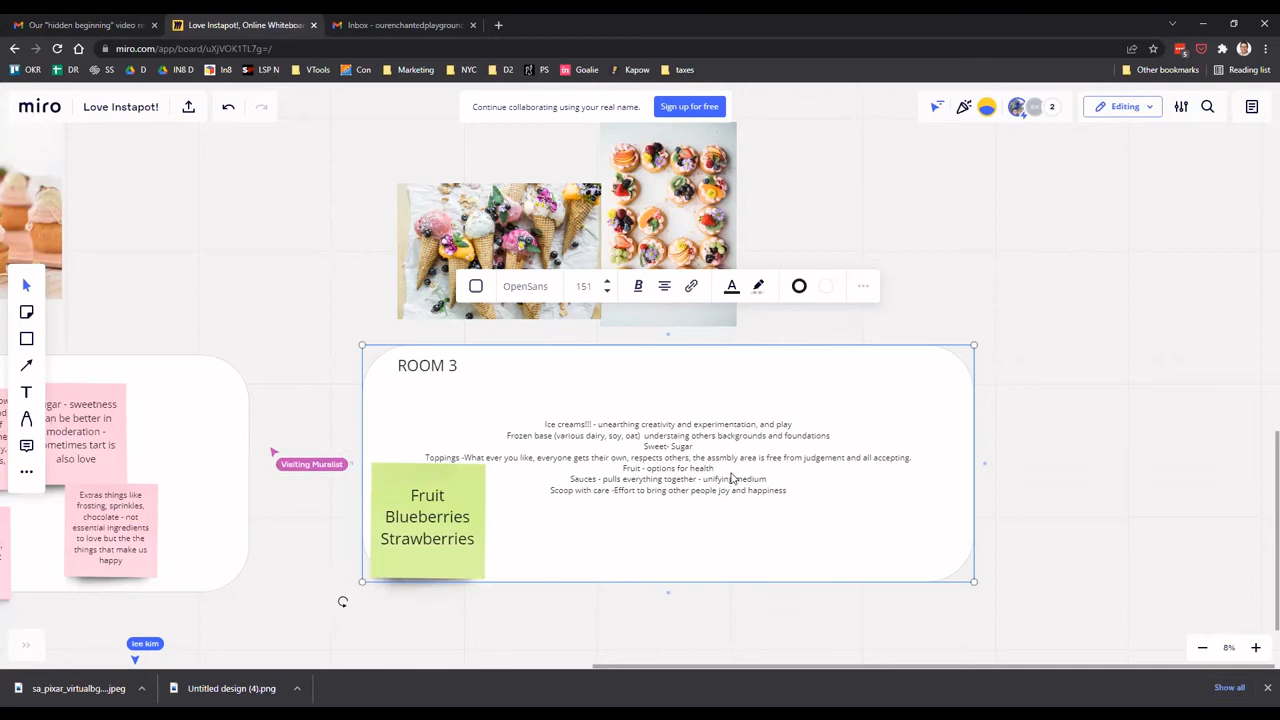 Our "hidden beginning" video re
Love Instapot!, Online Whiteboa
Inbox - ourenchantedplayground
miro.com/app/board/uXjVOK1TL7g=/
OKR
DR
SS
D
IN8 D
In8
LSP N
VTools
Con
Marketing
NYC
D2
PS
Goalie
Kapow
taxes
Other bookmarks
Reading list
miro
Love Instapot!
Continue collaborating using your real name.
Sign up for free
2
Editing
OpenSans
151
B
A
T
ROOM 3
Ice creams!!! - unearthing creativity and experimentation, and play
Frozen base (various dairy, soy, oat) understaing others backgrounds and foundations
Sweet- Sugar
Toppings -What ever you like, everyone gets their own, respects others, the assmbly area is free from judgement and all accepting.
Fruit - options for health
Sauces - pulls everything together - unifying medium
Scoop with care -Effort to bring other people joy and happiness
Fruit
Blueberries
Strawberries
gar - sweetness
an be better in
moderation -
ometimes tart is
also love
Extras things like
frosting, sprinkles,
chocolate - not
essential ingredients
to love but the the
things that make us
happy
Visiting Muralist
lee kim
8%
sa_pixar_virtualbg....jpeg
Untitled design (4).png
Show all